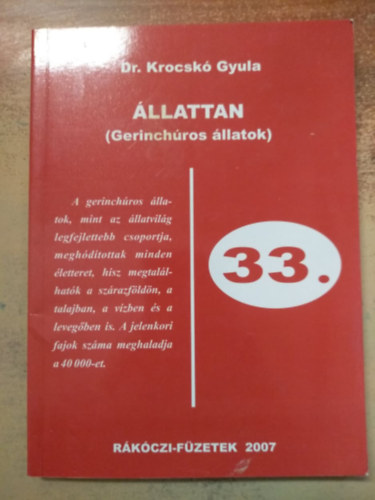 Dr. Krocskó Gyula
ÁLLATTAN
(Gerinchúros állatok)
A gerinchúros álla-
tok, mint az állatvilág
legfejlettebb csoportja,
meghódítottak minden
életteret, hisz megtalál-
hatók a szárazföldön, a
talajban, a vízben és a
levegőben is. A jelenkori
fajok száma meghaladja
a 40 000-et.
33.
RÁKÓCZI-FÜZETEK 2007